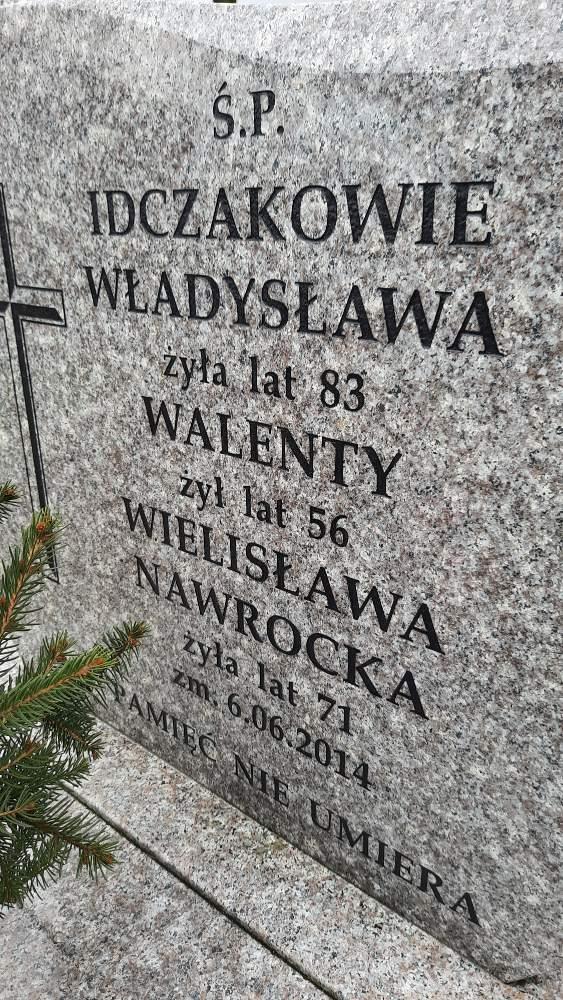 Ś.P.
IDCZAKOWIE
WŁADYSŁAWA
żyła lat 83
WALENTY
żył lat 56
WIELISŁAWA
NAWROCKA
żyła lat 71
zm. 6.06.2014
PAMIĘĆ NIE UMIERA